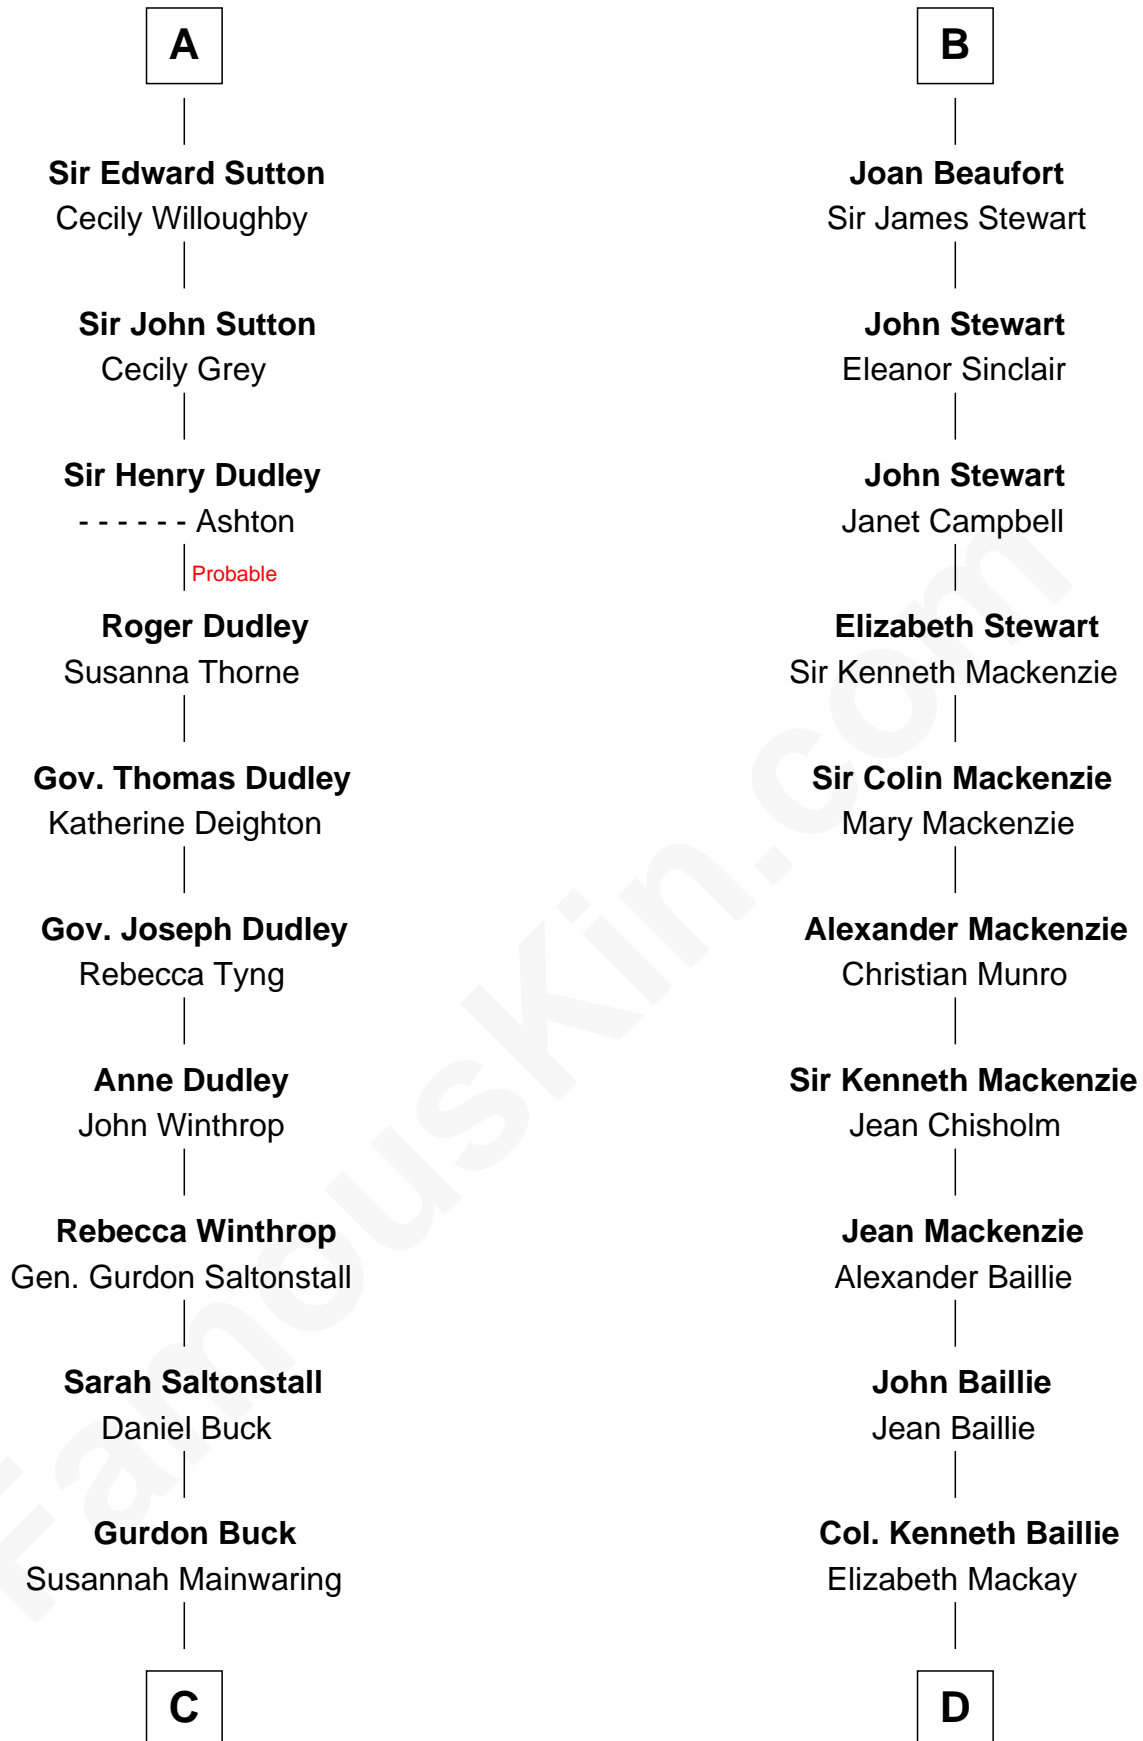 A
Sir Edward Sutton
Cecily Willoughby
Sir John Sutton
Cecily Grey
Sir Henry Dudley
- - - - - - Ashton
Probable
Roger Dudley
Susanna Thorne
Gov. Thomas Dudley
Katherine Deighton
Gov. Joseph Dudley
Rebecca Tyng
Anne Dudley
John Winthrop
Rebecca Winthrop
Gen. Gurdon Saltonstall
Sarah Saltonstall
Daniel Buck
Gurdon Buck
Susannah Mainwaring
C
B
Joan Beaufort
Sir James Stewart
John Stewart
Eleanor Sinclair
John Stewart
Janet Campbell
Elizabeth Stewart
Sir Kenneth Mackenzie
Sir Colin Mackenzie
Mary Mackenzie
Alexander Mackenzie
Christian Munro
Sir Kenneth Mackenzie
Jean Chisholm
Jean Mackenzie
Alexander Baillie
John Baillie
Jean Baillie
Col. Kenneth Baillie
Elizabeth Mackay
D
FamousKin.com